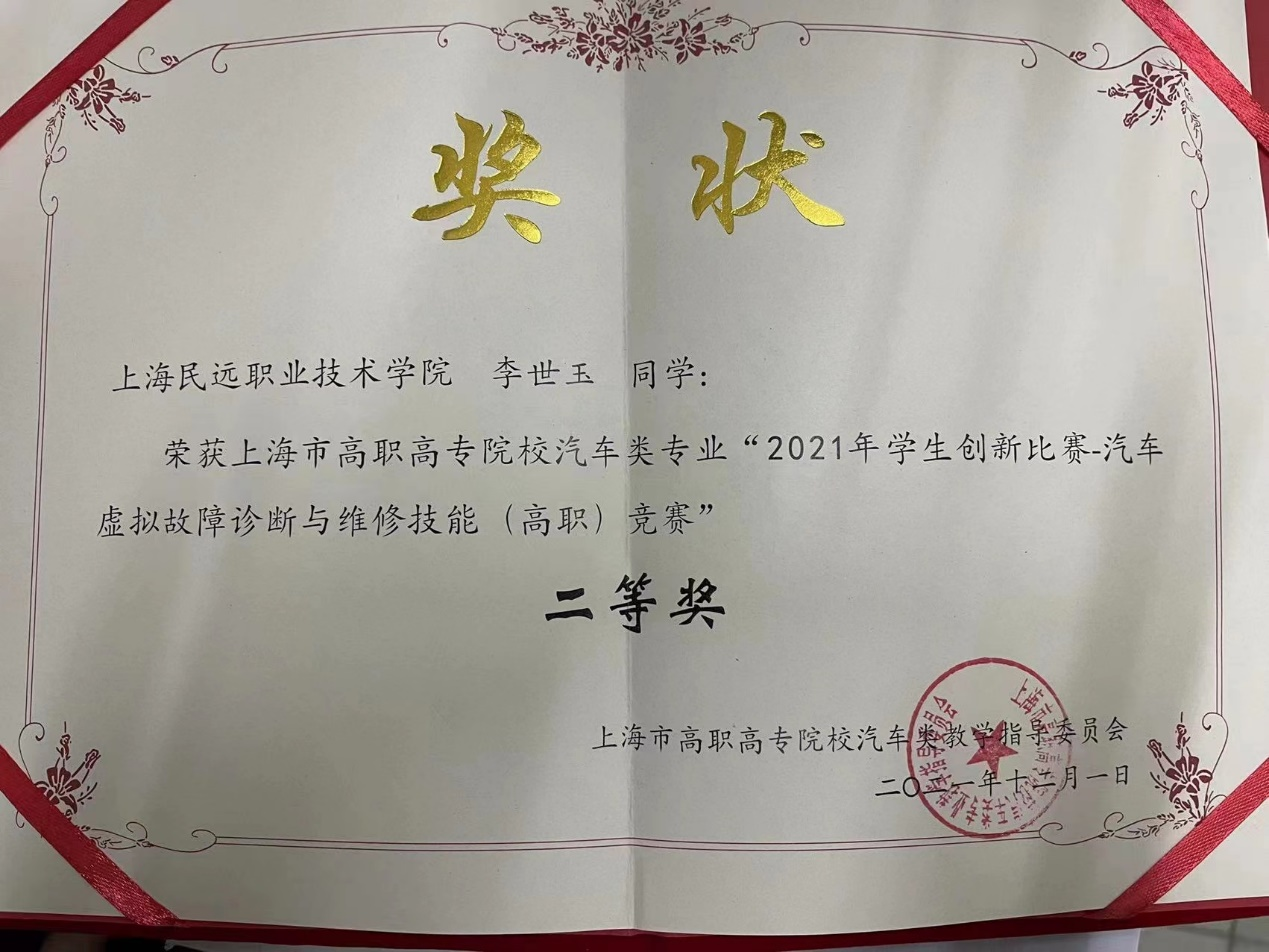 奖 状
上海民远职业技术学院 李世玉 同学：
荣获上海市高职高专院校汽车类专业“2021年学生创新比赛-汽车
虚拟故障诊断与维修技能（高职）竞赛”
二等奖
上海市高职高专院校汽车类教学指导委员会
二〇二一年十二月一日